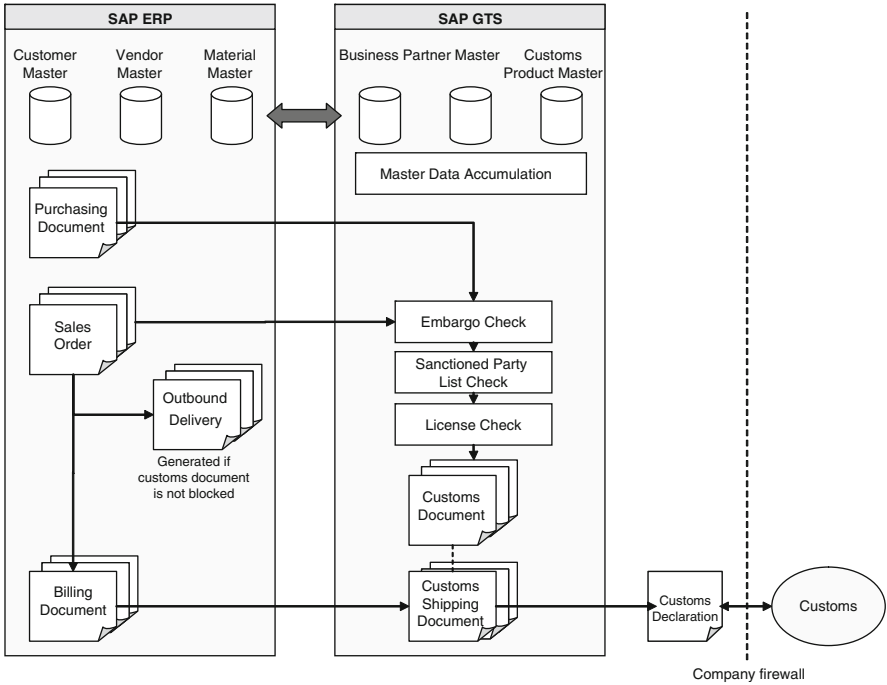 SAP ERP
SAP GTS
Customer
Master
Vendor
Master
Material
Master
Business Partner Master
Customs
Product Master
Master Data Accumulation
Purchasing
Document
Sales
Order
Embargo Check
Sanctioned Party
List Check
License Check
Outbound
Delivery
Generated if
customs document
is not blocked
Customs
Document
Billing
Document
Customs
Shipping
Document
Customs
Declaration
Customs
Company firewall